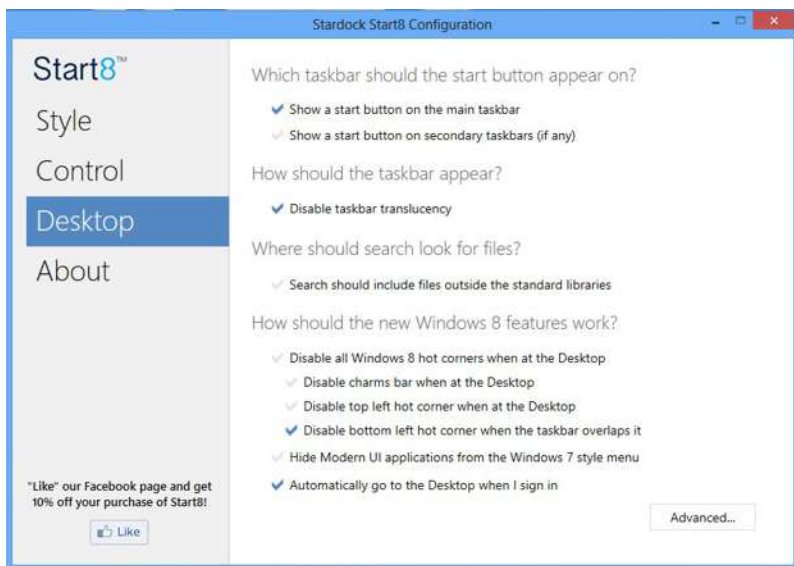 Stardock Start8 Configuration
Start8™
Style
Control
Desktop
About
"Like" our Facebook page and get
10% off your purchase of Start8!
Like
Which taskbar should the start button appear on?
Show a start button on the main taskbar
Show a start button on secondary taskbars (if any)
How should the taskbar appear?
Disable taskbar translucency
Where should search look for files?
Search should include files outside the standard libraries
How should the new Windows 8 features work?
Disable all Windows 8 hot corners when at the Desktop
Disable charms bar when at the Desktop
Disable top left hot corner when at the Desktop
Disable bottom left hot corner when the taskbar overlaps it
Hide Modern UI applications from the Windows 7 style menu
Automatically go to the Desktop when I sign in
Advanced...